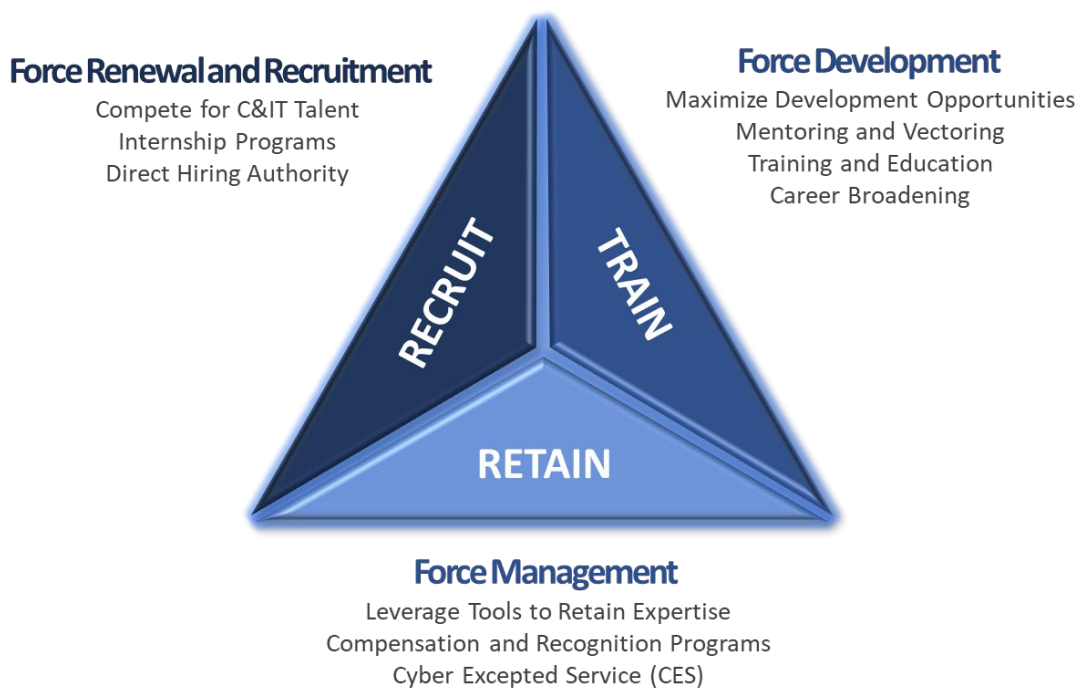 Force Renewal and Recruitment
Compete for C&IT Talent
Internship Programs
Direct Hiring Authority
Force Development
Maximize Development Opportunities
Mentoring and Vectoring
Training and Education
Career Broadening
RECRUIT
TRAIN
RETAIN
Force Management
Leverage Tools to Retain Expertise
Compensation and Recognition Programs
Cyber Excepted Service (CES)